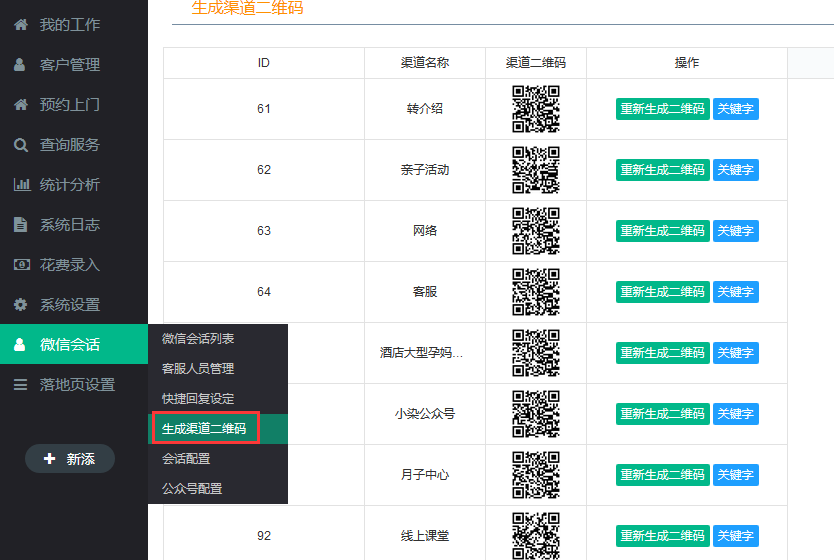 生成渠道二维码
我的工作
客户管理
预约上门
查询服务
统计分析
系统日志
花费录入
系统设置
微信会话
落地页设置
新添
微信会话列表
客服人员管理
快捷回复设定
生成渠道二维码
会话配置
公众号配置
ID 渠道名称 渠道二维码 操作
61 转介绍 重新生成二维码 关键字
62 亲子活动 重新生成二维码 关键字
63 网络 重新生成二维码 关键字
64 客服 重新生成二维码 关键字
酒店大型孕妈... 重新生成二维码 关键字
小染公众号 重新生成二维码 关键字
月子中心 重新生成二维码 关键字
92 线上课堂 重新生成二维码 关键字